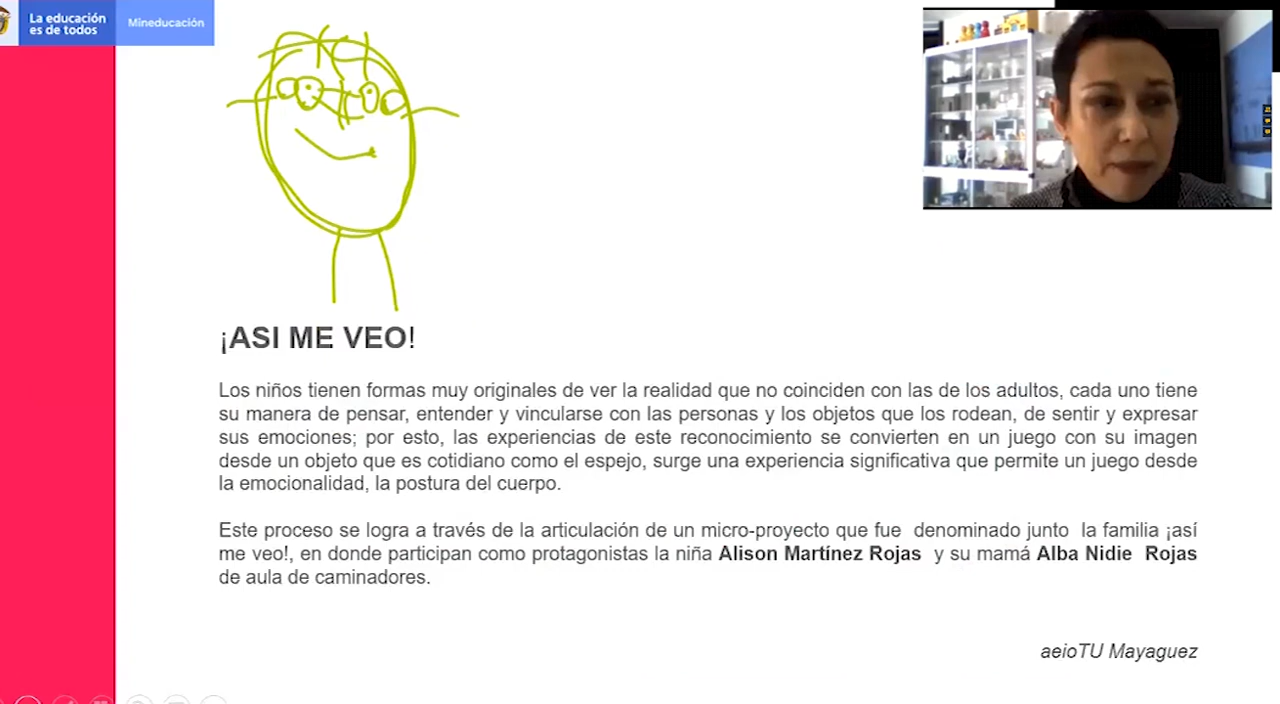 La educación
es de todos
Mineducación
¡ASI ME VEO!
Los niños tienen formas muy originales de ver la realidad que no coinciden con las de los adultos, cada uno tiene
su manera de pensar, entender y vincularse con las personas y los objetos que los rodean, de sentir y expresar
sus emociones; por esto, las experiencias de este reconocimiento se convierten en un juego con su imagen
desde un objeto que es cotidiano como el espejo, surge una experiencia significativa que permite un juego desde
la emocionalidad, la postura del cuerpo.
Este proceso se logra a través de la articulación de un micro-proyecto que fue denominado junto la familia ¡así
me veo!, en donde participan como protagonistas la niña Alison Martínez Rojas y su mamá Alba Nidie Rojas
de aula de caminadores.
aeioTU Mayaguez